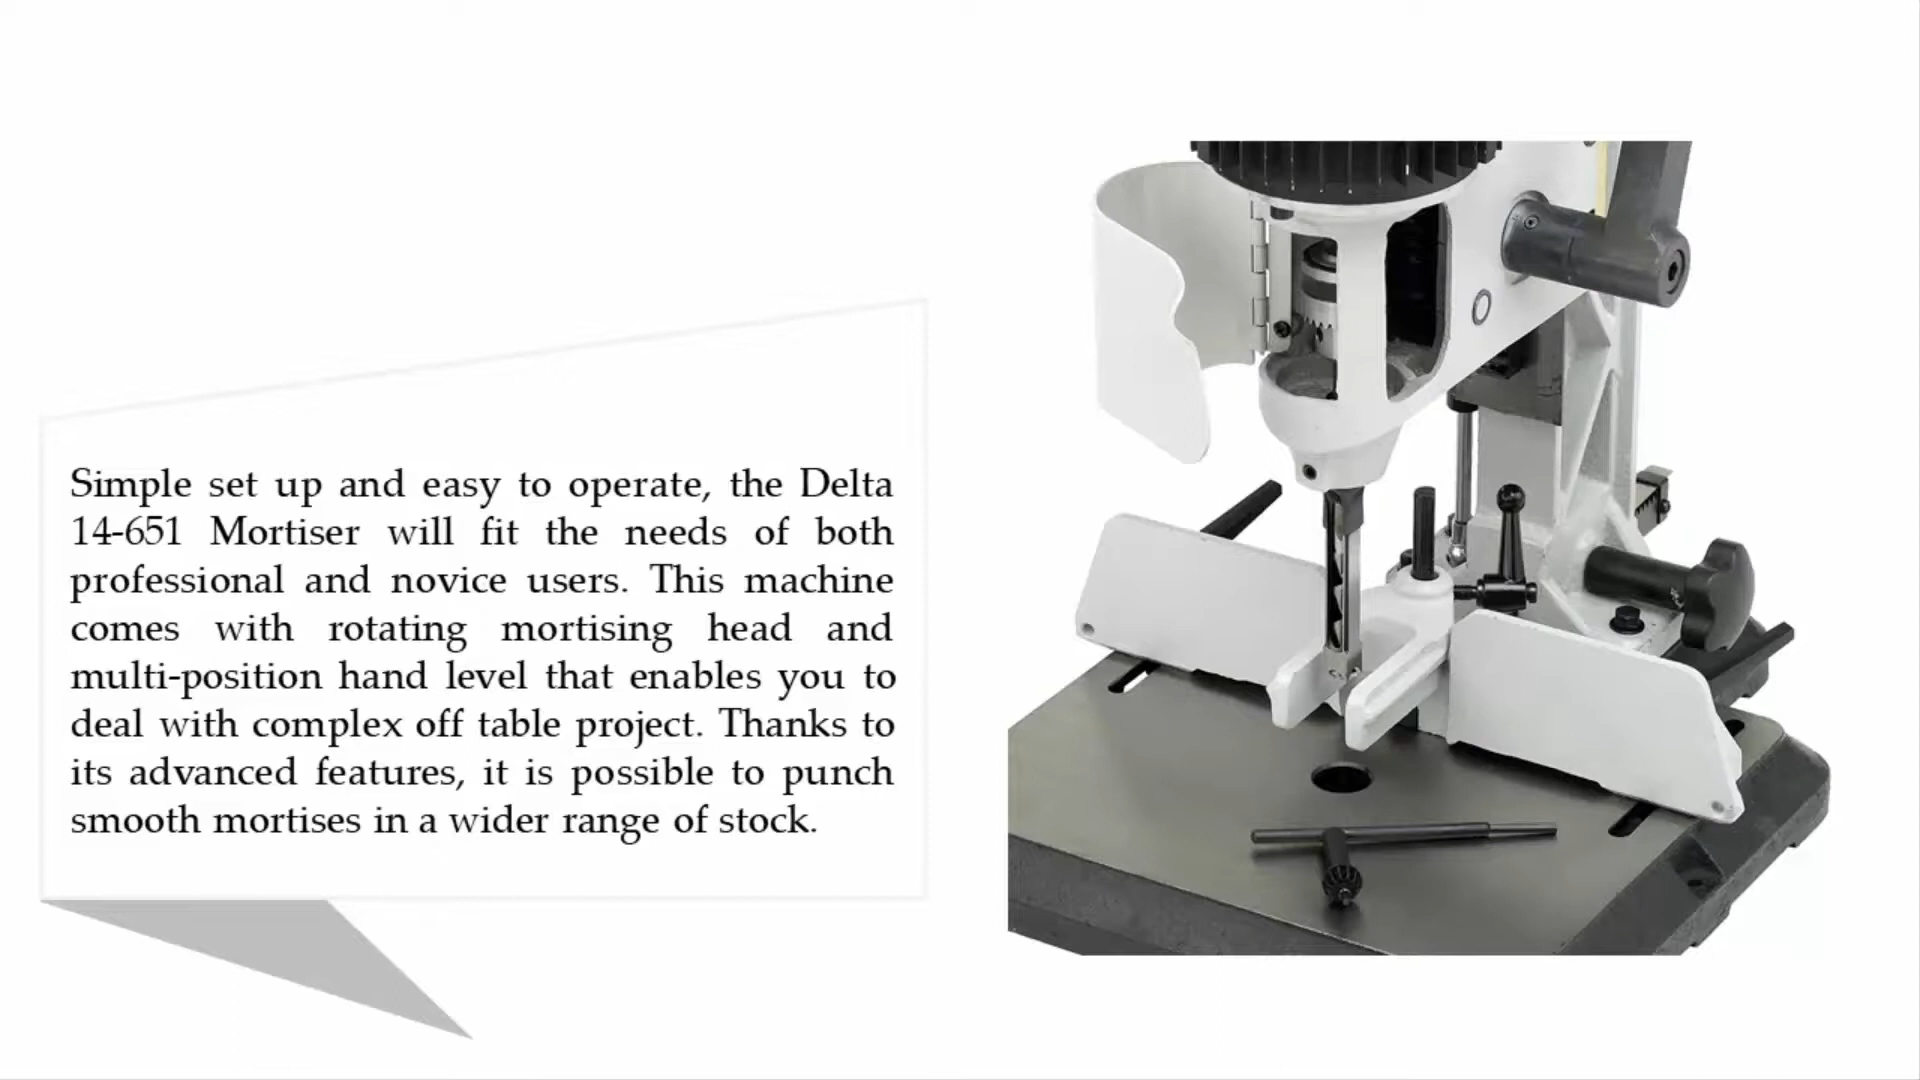 Simple set up and easy to operate, the Delta
14-651 Mortiser will fit the needs of both
professional and novice users. This machine
comes with rotating mortising head and
multi-position hand level that enables you to
deal with complex off table project. Thanks to
its advanced features, it is possible to punch
smooth mortises in a wider range of stock.